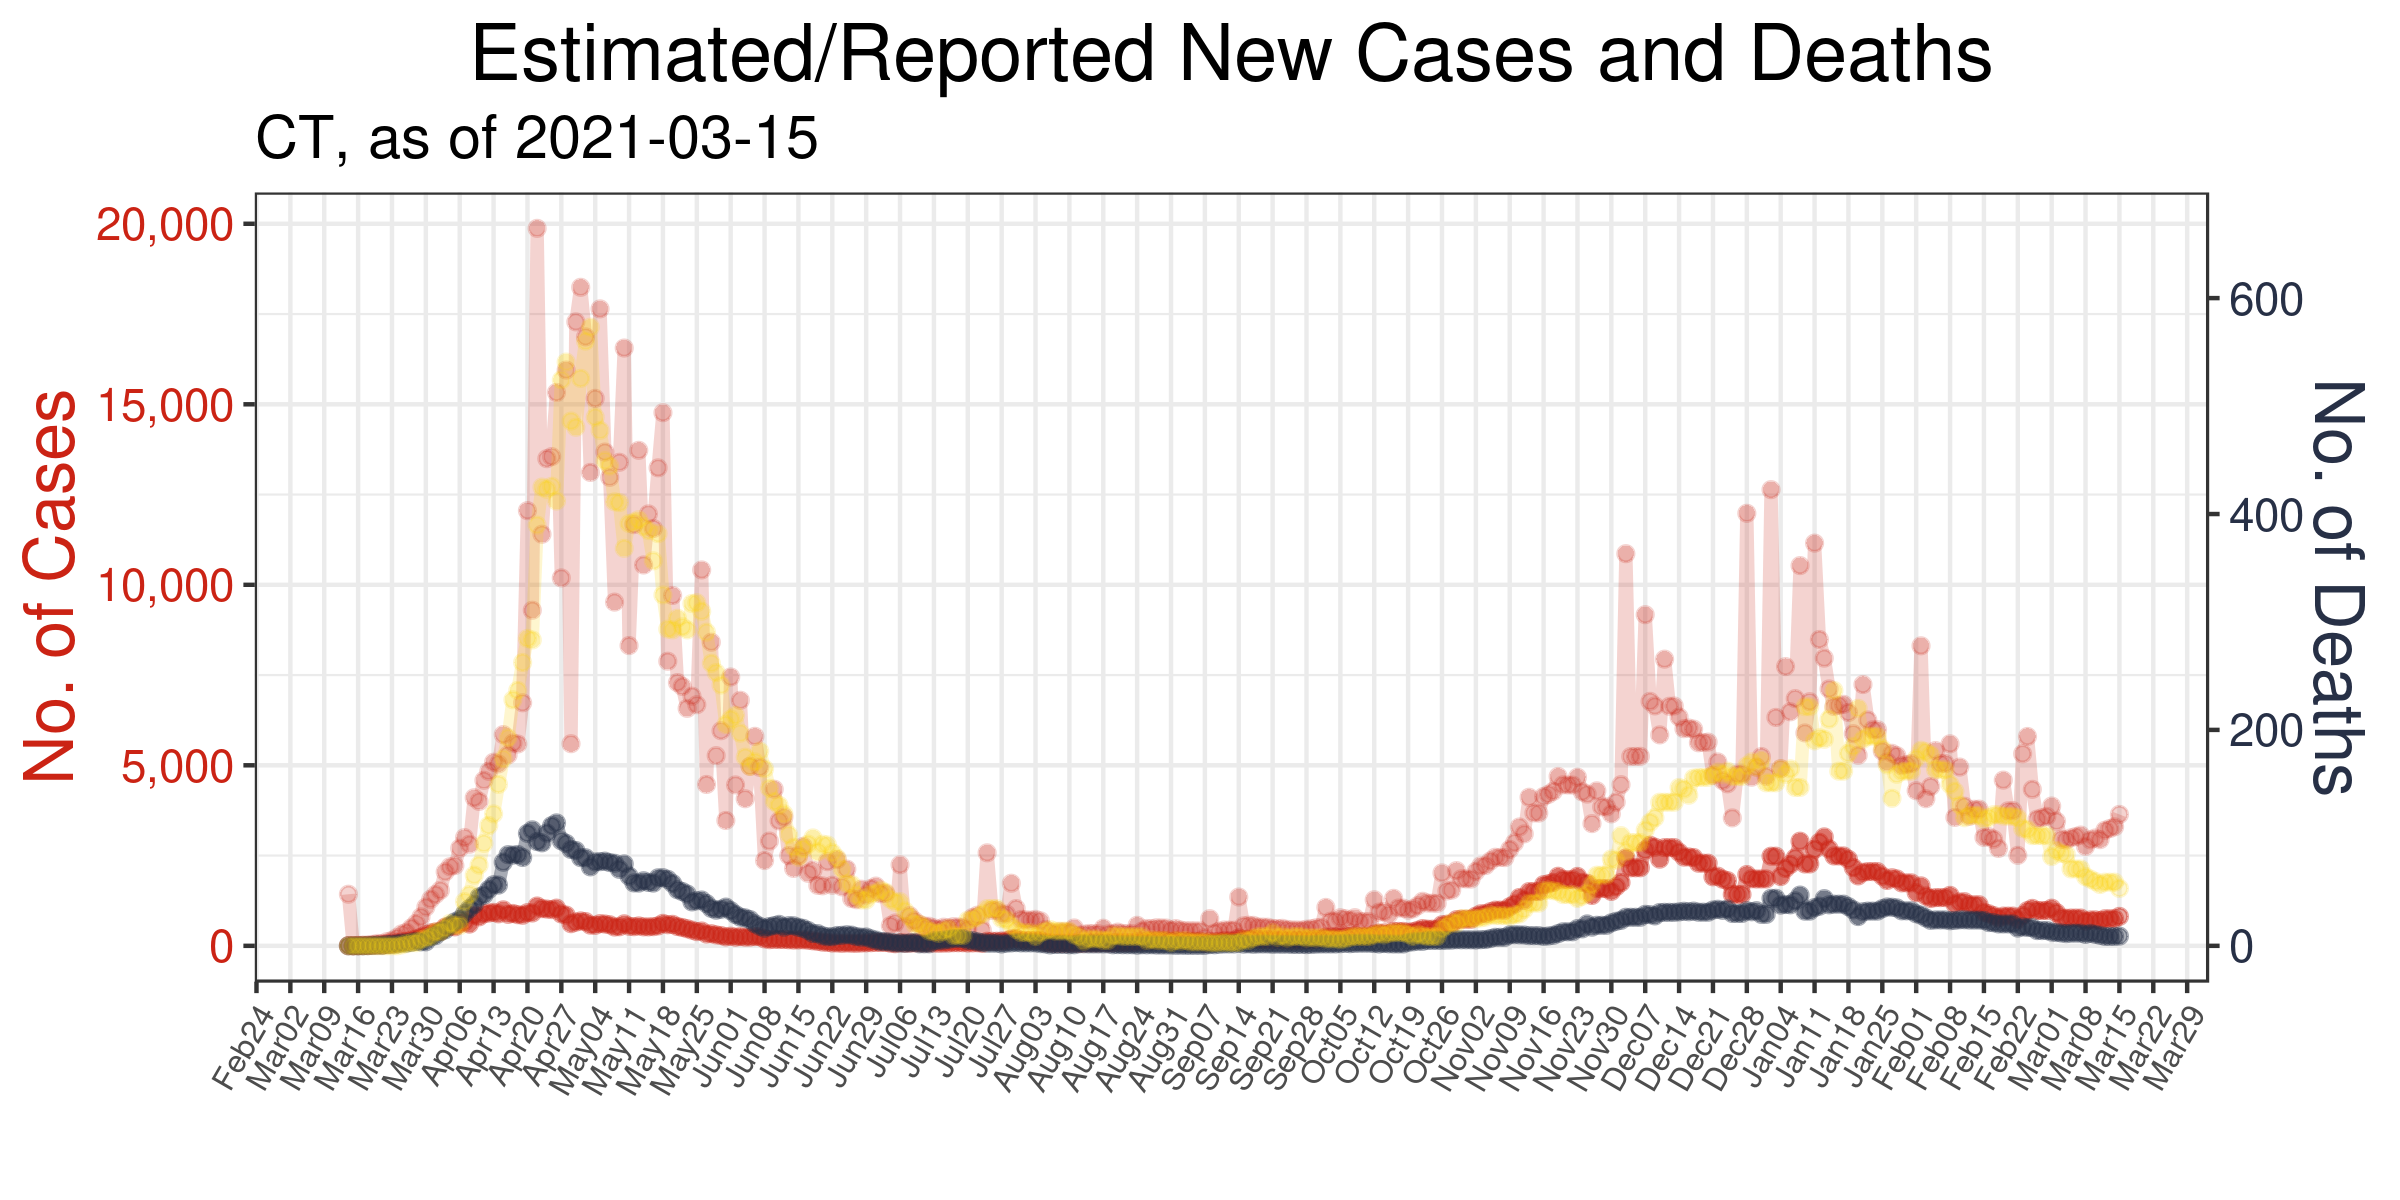 Estimated/Reported New Cases and Deaths
CT, as of 2021-03-15
No. of Cases
20,000
15,000
10,000
5,000
0
600
400
200
0
No. of Deaths
Feb24
Mar02
Mar09
Mar16
Mar23
Mar30
Apr06
Apr13
Apr20
Apr27
May04
May11
May18
May25
Jun01
Jun08
Jun15
Jun22
Jun29
Jul06
Jul13
Jul20
Jul27
Aug03
Aug10
Aug17
Aug24
Aug31
Sep07
Sep14
Sep21
Sep28
Oct05
Oct12
Oct19
Oct26
Nov02
Nov09
Nov16
Nov23
Nov30
Dec07
Dec14
Dec21
Dec28
Jan04
Jan11
Jan18
Jan25
Feb01
Feb08
Feb15
Feb22
Mar01
Mar08
Mar15
Mar22
Mar29